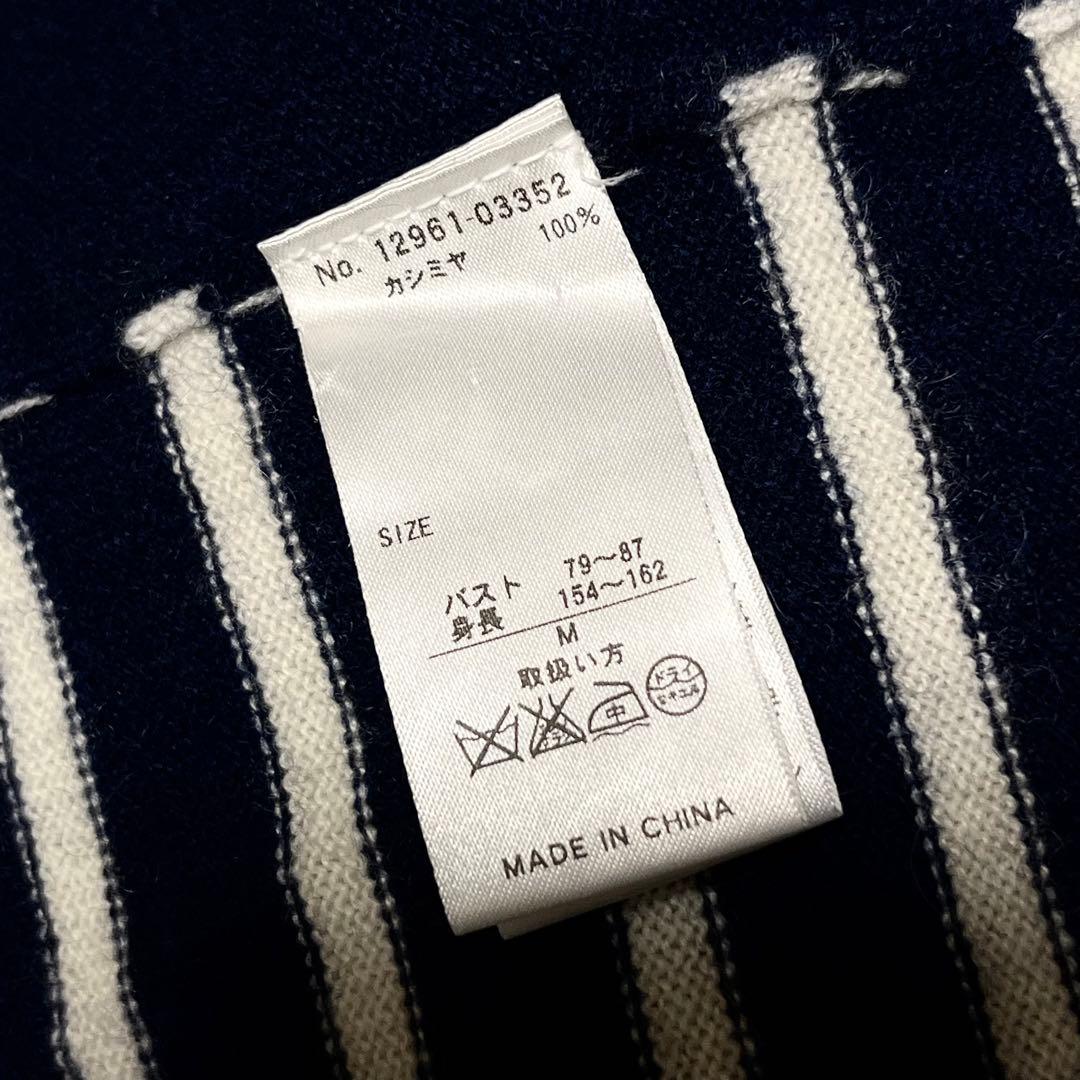 No. 12961-03352
カシミヤ 100%
SIZE
バスト 79～87
身長 154～162
M
取扱い方
中
ドライ
セキユ系
MADE IN CHINA